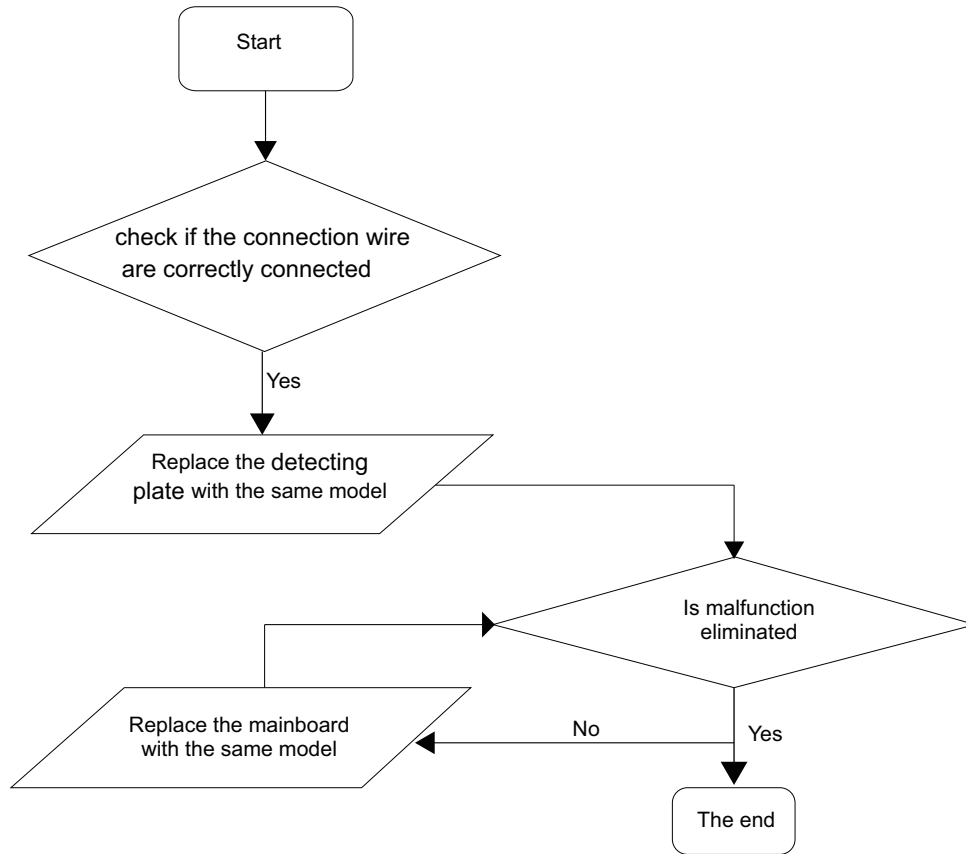 Start
check if the connection wire
are correctly connected
Yes
Replace the detecting
plate with the same model
Is malfunction
eliminated
Replace the mainboard
with the same model
No
Yes
The end